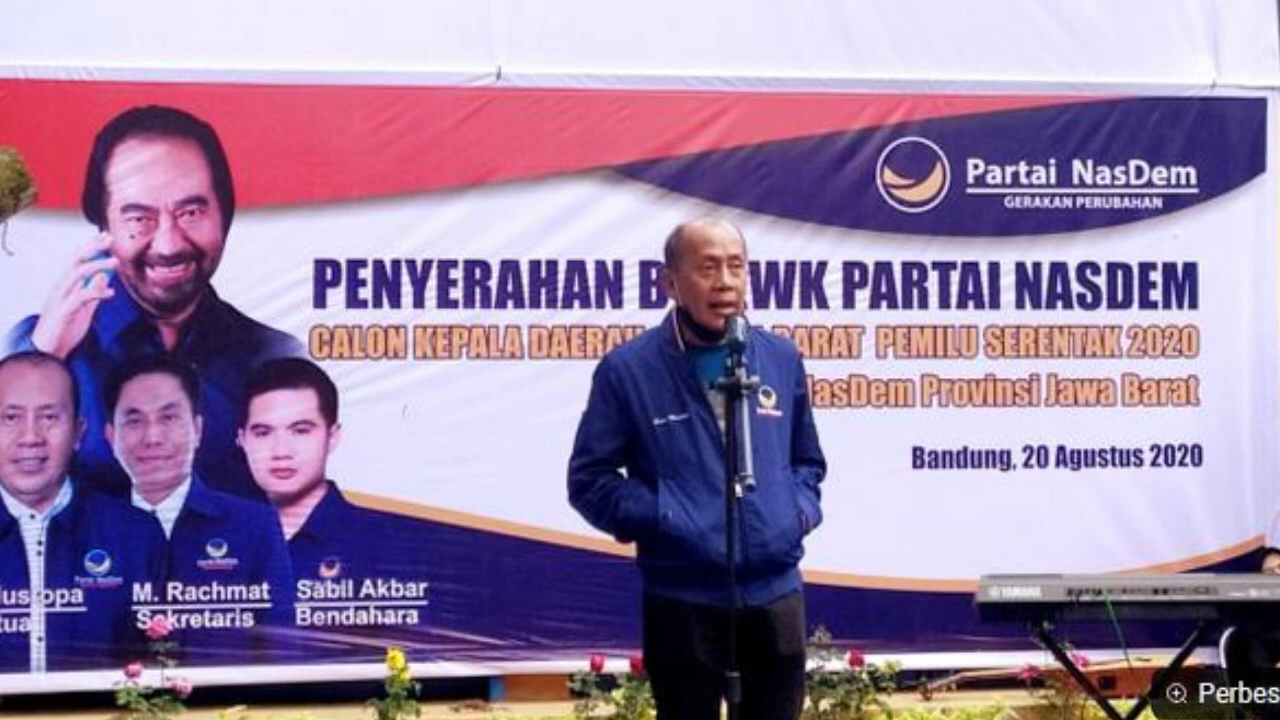 Partai NasDem
GERAKAN PERUBAHAN
PENYERAHAN B WK PARTAI NASDEM
CALON KEPALA DAERAH BARAT PEMILU SERENTAK 2020
NasDem Provinsi Jawa Barat
Bandung, 20 Agustus 2020
M. Rachmat
Sekretaris
Sabil Akbar
Bendahara
YAMAHA
Perbes